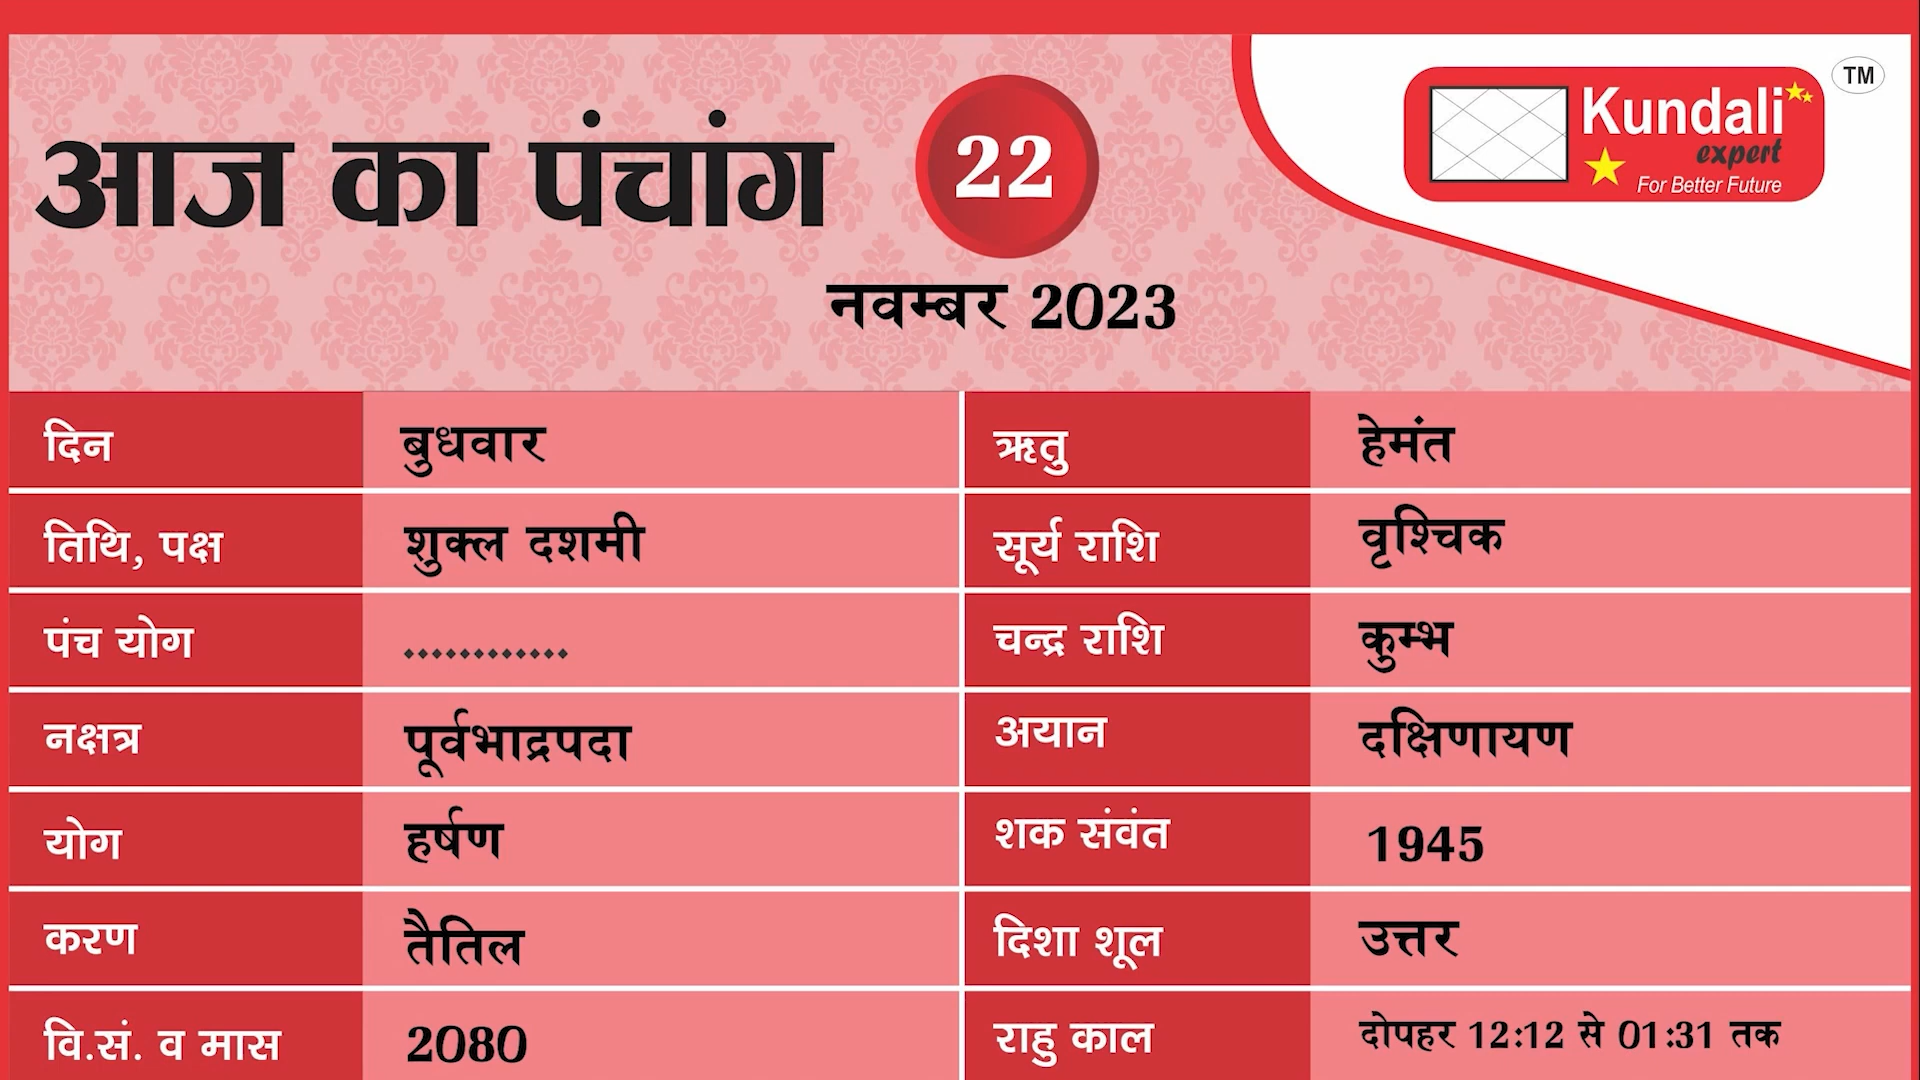 आज का पंचांग
22
नवम्बर 2023
Kundali
expert
For Better Future
TM
दिन बुधवार ऋतु हेमंत
तिथि, पक्ष शुक्ल दशमी सूर्य राशि वृश्चिक
पंच योग ............ चन्द्र राशि कुम्भ
नक्षत्र पूर्वभाद्रपदा अयान दक्षिणायण
योग हर्षण शक संवंत 1945
करण तैतिल दिशा शूल उत्तर
वि.सं. व मास 2080 राहु काल दोपहर 12:12 से 01:31 तक